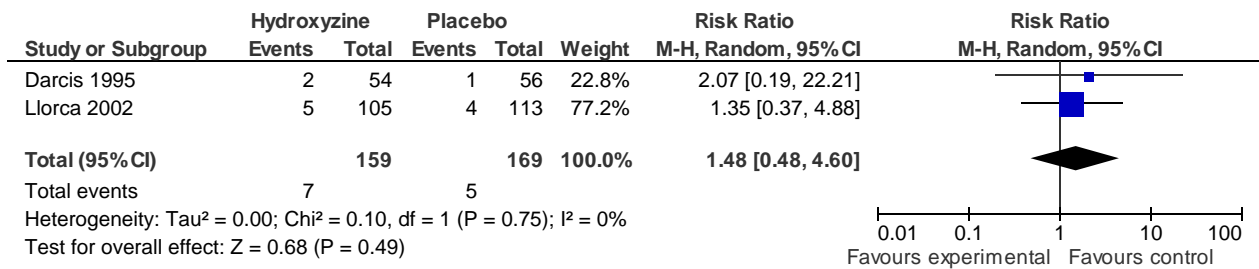 Hydroxyzine Placebo Risk Ratio Risk Ratio
Study or Subgroup Events Total Events Total Weight M-H, Random, 95% CI M-H, Random, 95% CI
Darcis 1995 2 54 1 56 22.8% 2.07 [0.19, 22.21]
Llorca 2002 5 105 4 113 77.2% 1.35 [0.37, 4.88]
Total (95% CI) 159 169 100.0% 1.48 [0.48, 4.60]
Total events 7 5
Heterogeneity: Tau² = 0.00; Chi² = 0.10, df = 1 (P = 0.75); I² = 0%
Test for overall effect: Z = 0.68 (P = 0.49)
0.01 0.1 1 10 100
Favours experimental Favours control